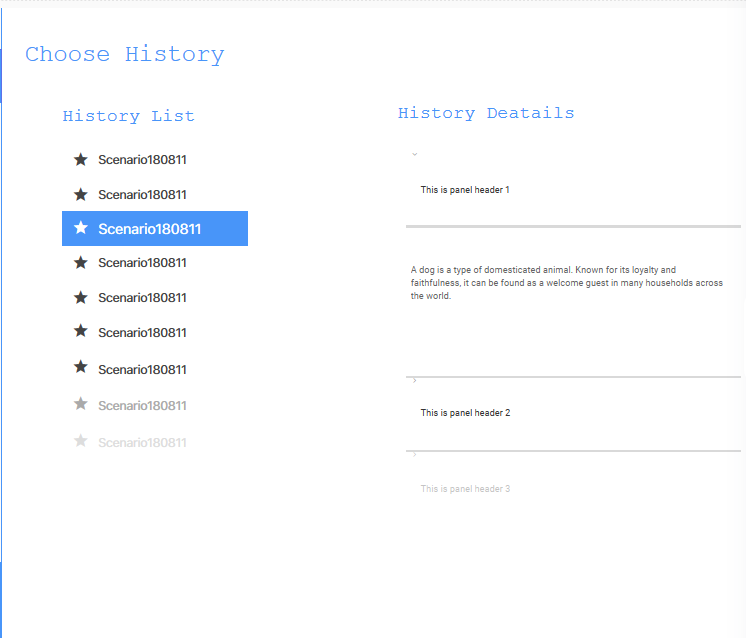 Choose History
History List
Scenario180811
Scenario180811
Scenario180811
Scenario180811
Scenario180811
Scenario180811
Scenario180811
Scenario180811
Scenario180811
History Deatails
This is panel header 1
A dog is a type of domesticated animal. Known for its loyalty and
faithfulness, it can be found as a welcome guest in many households across
the world.
This is panel header 2
This is panel header 3